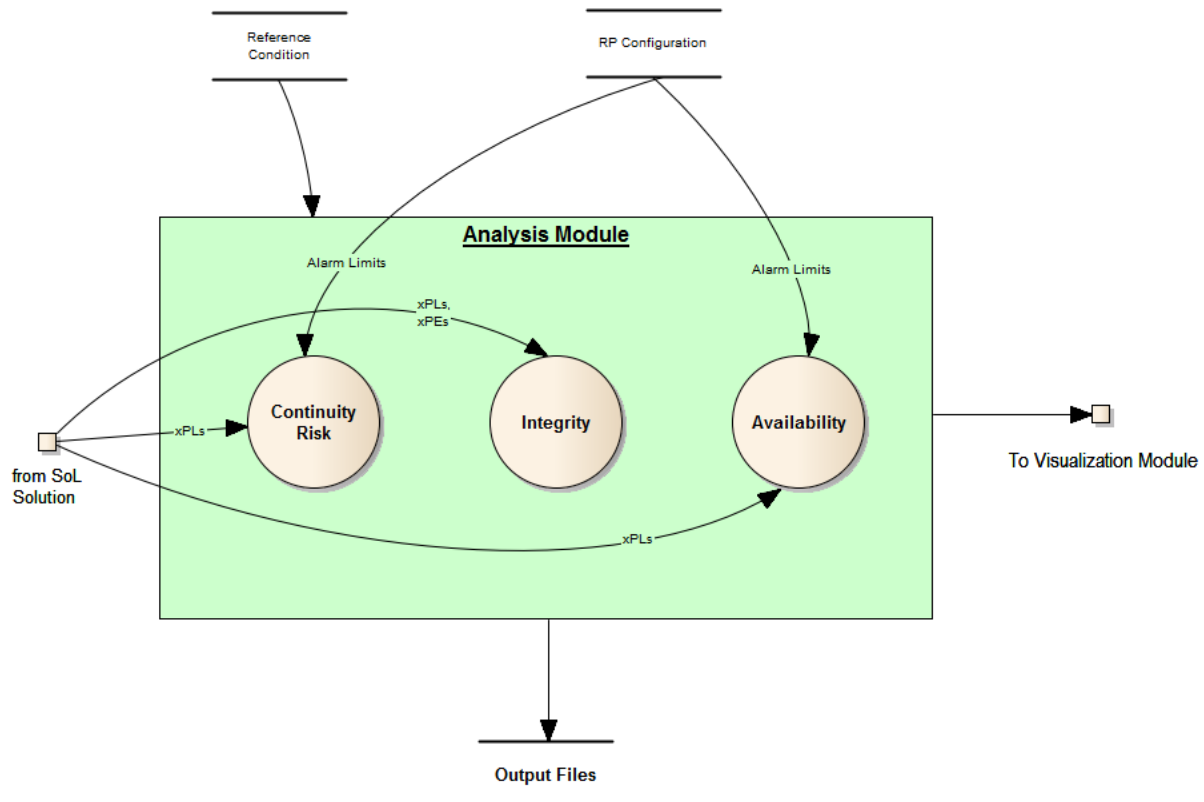 Reference
Condition
RP Configuration
Analysis Module
Alarm Limits
Alarm Limits
xPLs,
xPEs
Continuity
Risk
Integrity
Availability
xPLs
from SoL
Solution
To Visualization Module
xPLs
Output Files